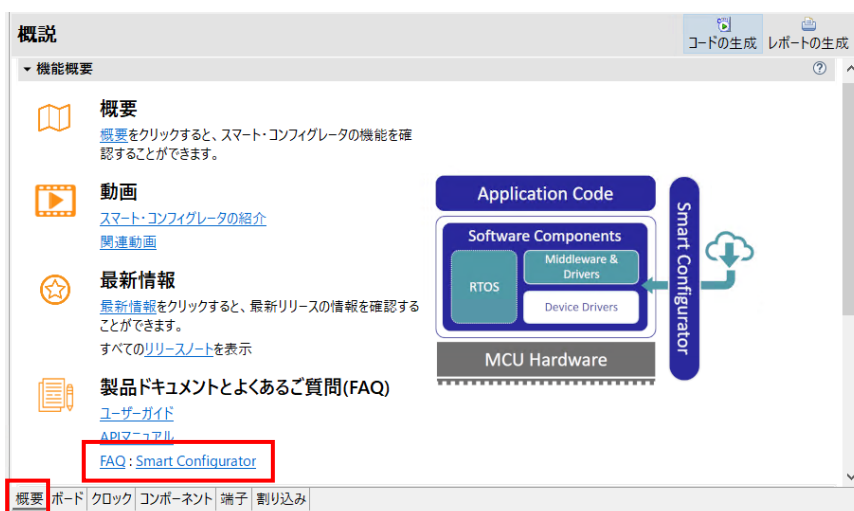 概説
コードの生成 レポートの生成
機能概要
概要
概要をクリックすると、スマート・コンフィグレータの機能を確
認することができます。
動画
スマート・コンフィグレータの紹介
関連動画
最新情報
最新情報をクリックすると、最新リリースの情報を確認する
ことができます。
すべてのリリースノートを表示
製品ドキュメントとよくあるご質問(FAQ)
ユーザーガイド
APIマニュアル
FAQ : Smart Configurator
Application Code
Software Components
RTOS
Middleware &
Drivers
Device Drivers
MCU Hardware
Smart Configurator
概要 ボード クロック コンポーネント 端子 割り込み